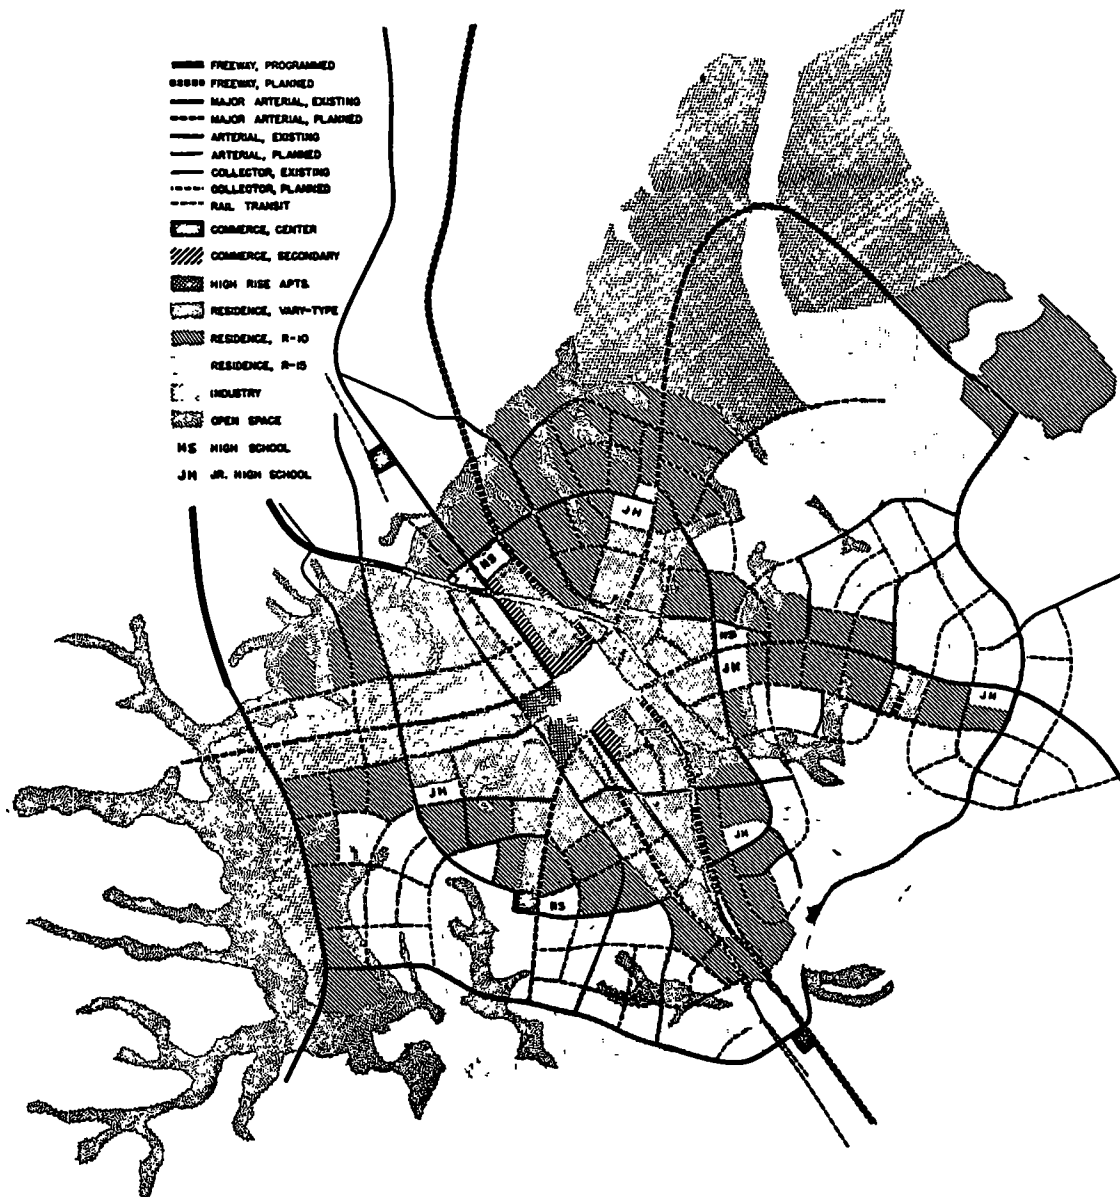 FREEWAY, PROGRAMMED
FREEWAY, PLANNED
MAJOR ARTERIAL, EXISTING
MAJOR ARTERIAL, PLANNED
ARTERIAL, EXISTING
ARTERIAL, PLANNED
COLLECTOR, EXISTING
COLLECTOR, PLANNED
RAIL TRANSIT
COMMERCE, CENTER
COMMERCE, SECONDARY
HIGH RISE APTS.
RESIDENCE, VARY-TYPE
RESIDENCE, R-10
RESIDENCE, R-15
INDUSTRY
OPEN SPACE
HS HIGH SCHOOL
JH JR. HIGH SCHOOL
JH
HS
HS
JH
JH
JH
JH
HS